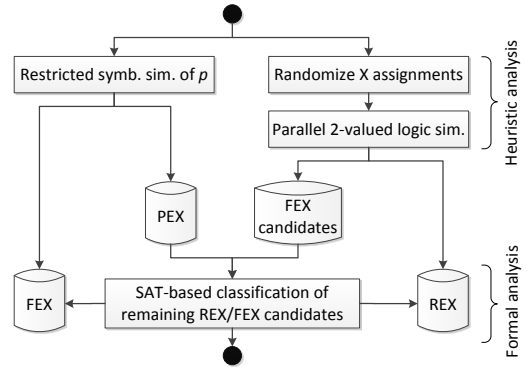 Restricted symb. sim. of p
Randomize X assignments
Parallel 2-valued logic sim.
Heuristic analysis
PEX
FEX
candidates
FEX
SAT-based classification of
remaining REX/FEX candidates
REX
Formal analysis